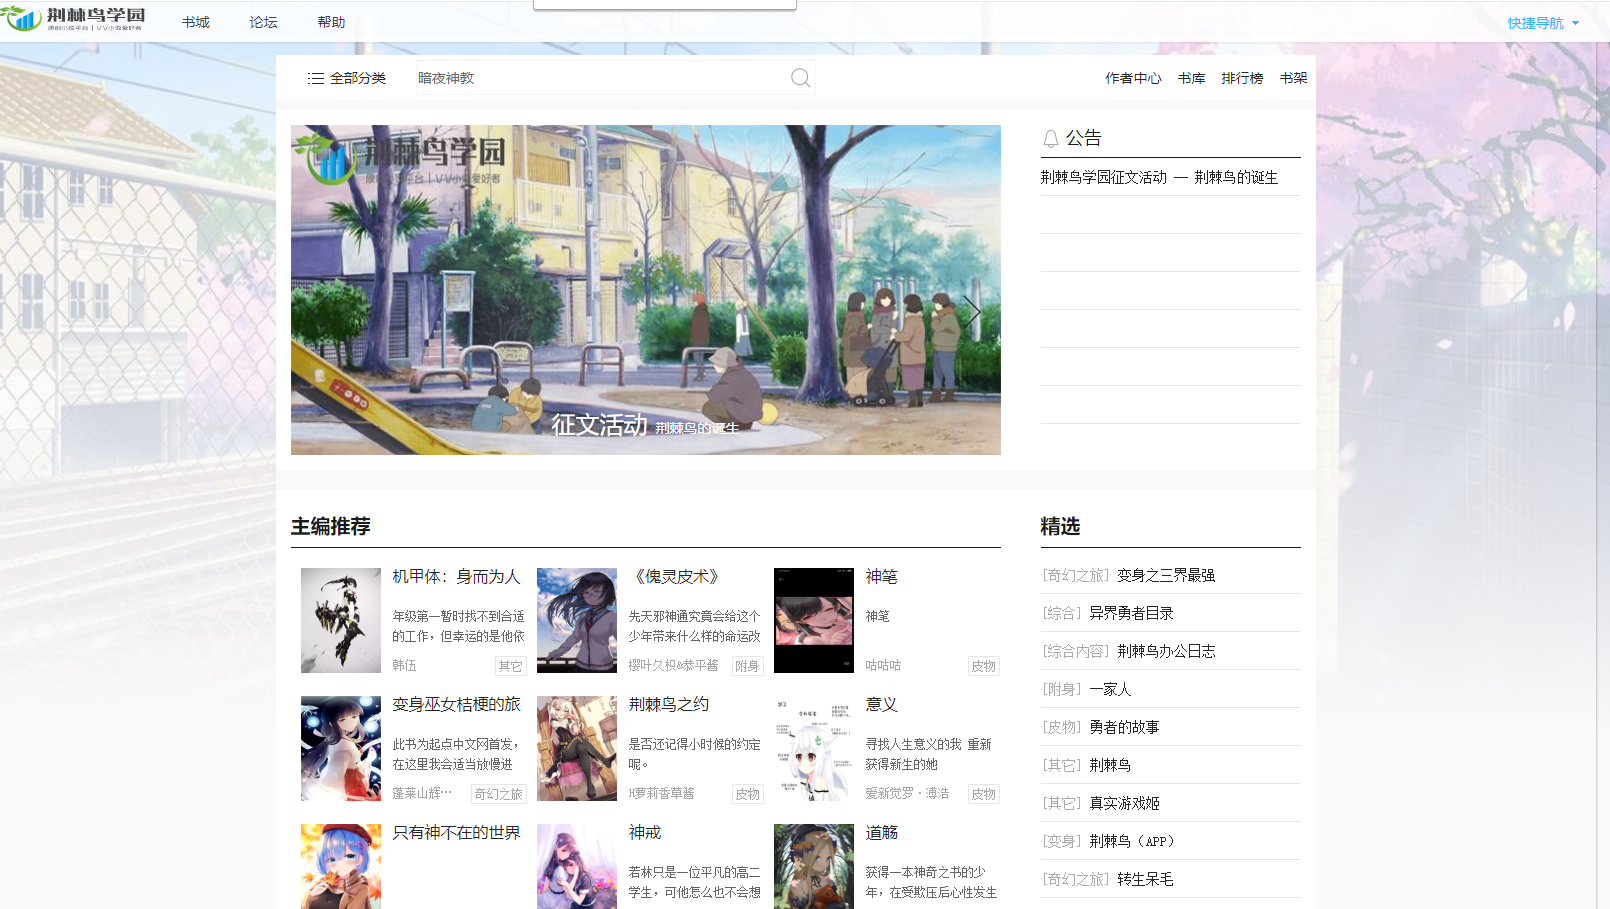 荆棘鸟学园
原创小说平台 | VV小说爱好者
书城
论坛
帮助
快捷导航
全部分类
暗夜神教
作者中心
书库
排行榜
书架
荆棘鸟学园
小说爱好者
征文活动 荆棘鸟的诞生
公告
荆棘鸟学园征文活动 — 荆棘鸟的诞生
主编推荐
机甲体：身而为人
年级第一暂时找不到合适
的工作，但幸运的是他依
韩伍
其它
《傀灵皮术》
先天邪神通究竟会给这个
少年带来什么样的命运改
樱叶久枳&恭平酱
附身
神笔
神笔
咕咕咕
皮物
变身巫女桔梗的旅
此书为起点中文网首发，
在这里我会适当放慢进
蓬莱山辉…
奇幻之旅
荆棘鸟之约
是否还记得小时候的约定
呢。
H萝莉香草酱
皮物
意义
寻找人生意义的我 重新
获得新生的她
爱新觉罗·溥浩
皮物
只有神不在的世界
神戒
若林只是一位平凡的高二
学生，可他怎么也不会想
道觞
获得一本神奇之书的少
年，在受欺压后心性发生
精选
[奇幻之旅] 变身之三界最强
[综合] 异界勇者目录
[综合内容] 荆棘鸟办公日志
[附身] 一家人
[皮物] 勇者的故事
[其它] 荆棘鸟
[其它] 真实游戏姬
[变身] 荆棘鸟（APP）
[奇幻之旅] 转生呆毛